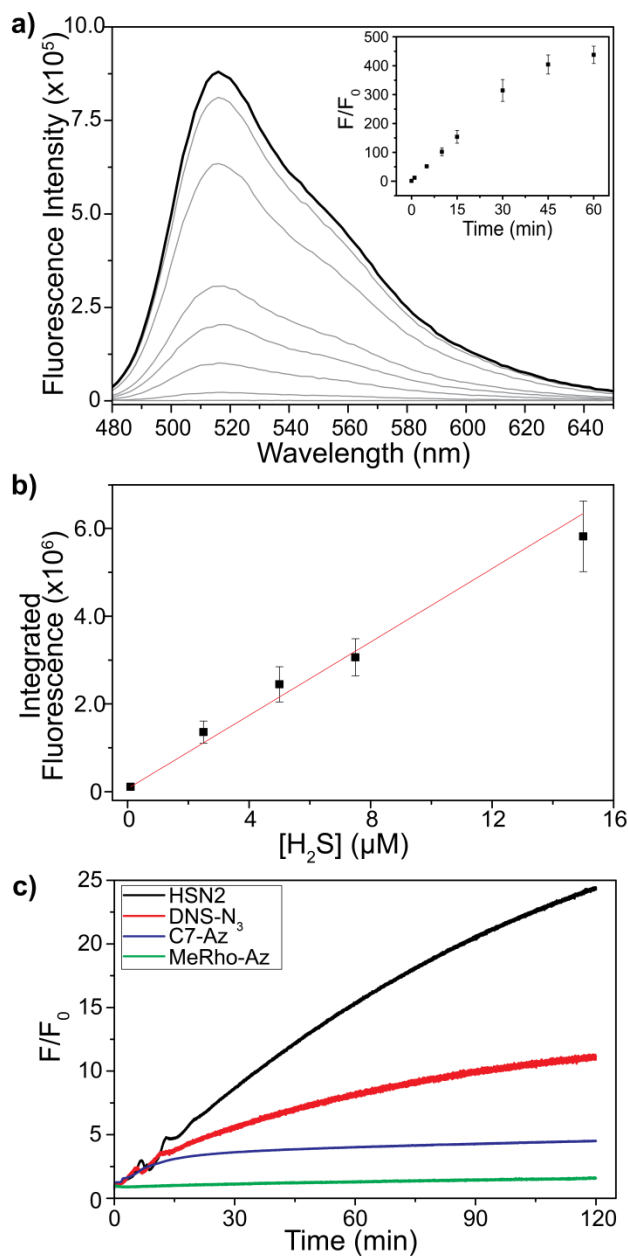 a)
Fluorescence Intensity (x10⁵)
10.0
7.5
5.0
2.5
0
480 500 520 540 560 580 600 620 640
Wavelength (nm)
F/F₀
500
400
300
200
100
0
0 15 30 45 60
Time (min)
b)
Integrated
Fluorescence (x10⁶)
6.0
4.0
2.0
0
0 4 8 12 16
[H₂S] (μM)
c)
F/F₀
25
20
15
10
5
0
HSN2
DNS-N₃
C7-Az
MeRho-Az
0 30 60 90 120
Time (min)